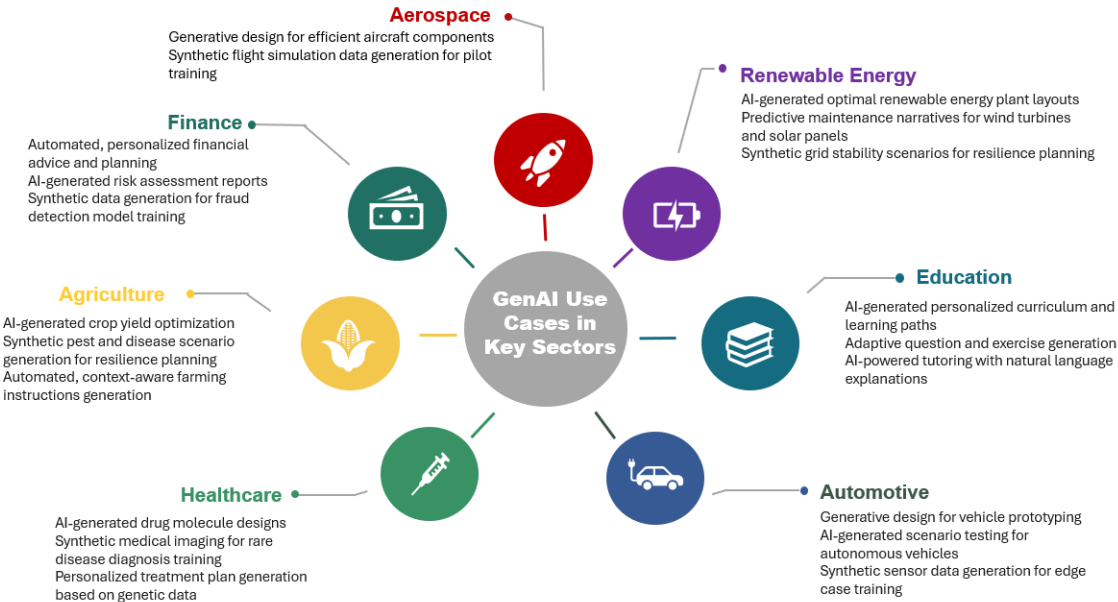 Aerospace
Generative design for efficient aircraft components
Synthetic flight simulation data generation for pilot
training
Renewable Energy
AI-generated optimal renewable energy plant layouts
Predictive maintenance narratives for wind turbines
and solar panels
Synthetic grid stability scenarios for resilience planning
Finance
Automated, personalized financial
advice and planning
AI-generated risk assessment reports
Synthetic data generation for fraud
detection model training
GenAI Use
Cases in
Key Sectors
Education
AI-generated personalized curriculum and
learning paths
Adaptive question and exercise generation
AI-powered tutoring with natural language
explanations
Agriculture
AI-generated crop yield optimization
Synthetic pest and disease scenario
generation for resilience planning
Automated, context-aware farming
instructions generation
Healthcare
AI-generated drug molecule designs
Synthetic medical imaging for rare
disease diagnosis training
Personalized treatment plan generation
based on genetic data
Automotive
Generative design for vehicle prototyping
AI-generated scenario testing for
autonomous vehicles
Synthetic sensor data generation for edge
case training